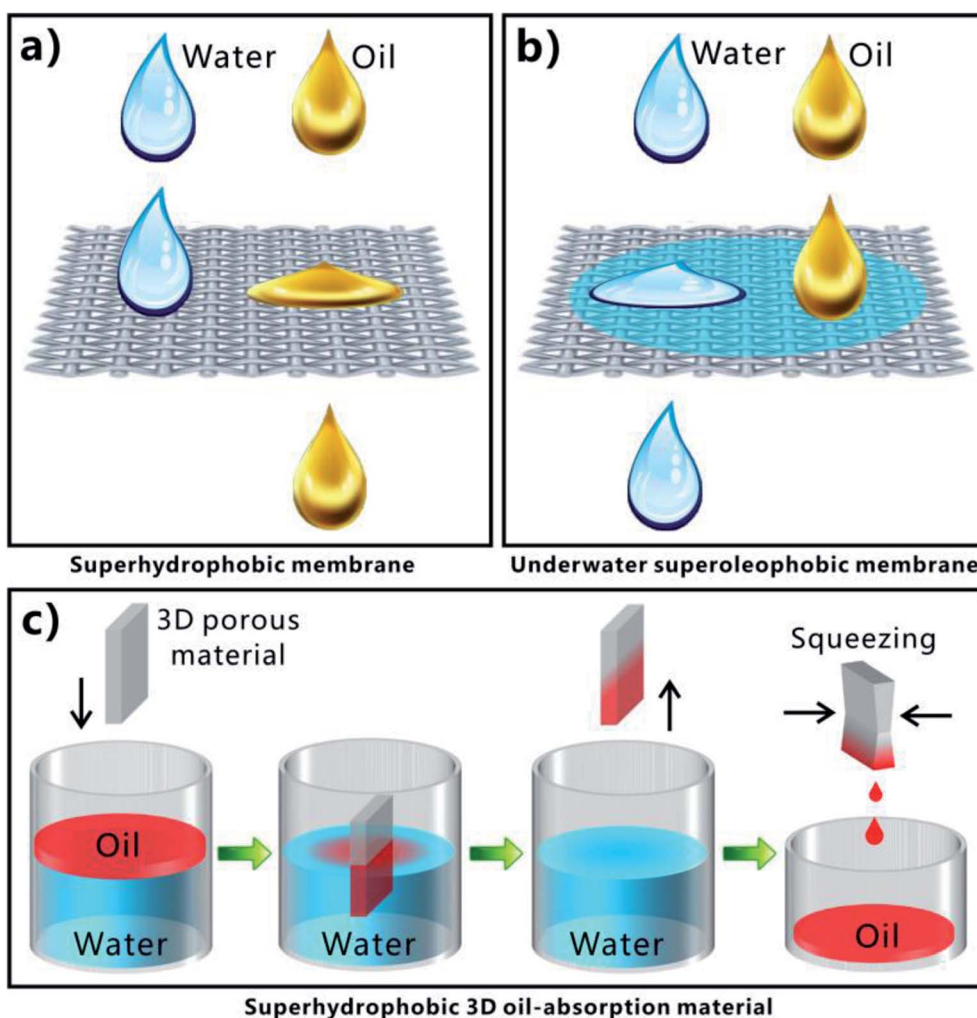 a)
Water
Oil
Superhydrophobic membrane
b)
Water
Oil
Underwater superoleophobic membrane
c)
3D porous
material
Squeezing
Oil
Water
Water
Water
Oil
Superhydrophobic 3D oil-absorption material